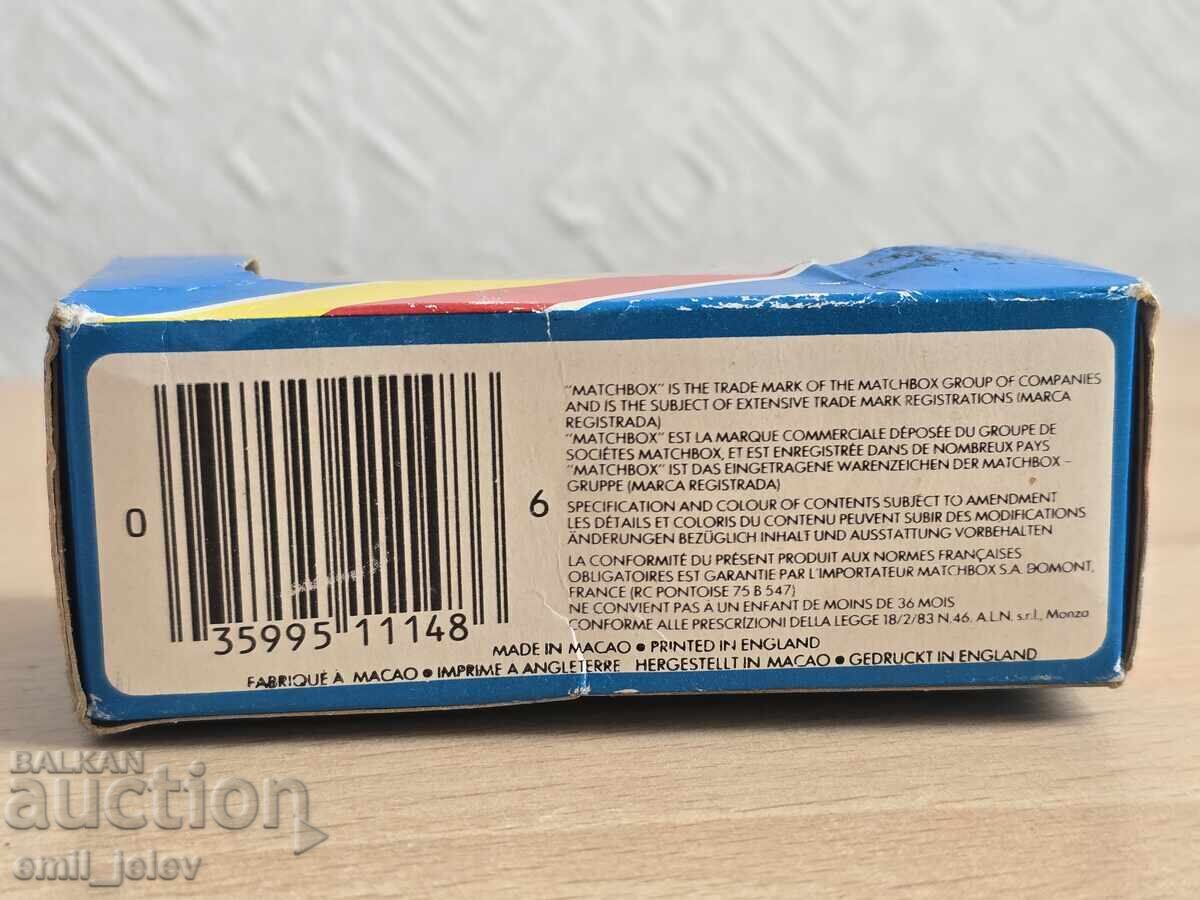 "MATCHBOX" IS THE TRADE MARK OF THE MATCHBOX GROUP OF COMPANIES
AND IS THE SUBJECT OF EXTENSIVE TRADE MARK REGISTRATIONS (MARCA
REGISTRADA)
"MATCHBOX" EST LA MARQUE COMMERCIALE DÉPOSÉE DU GROUPE DE
SOCIÉTES MATCHBOX, ET EST ENREGISTRÉE DANS DE NOMBREUX PAYS
"MATCHBOX" IST DAS EINGETRAGENE WARENZEICHEN DER MATCHBOX –
GRUPPE (MARCA REGISTRADA)
SPECIFICATION AND COLOUR OF CONTENTS SUBJECT TO AMENDMENT
LES DÉTAILS ET COLORIS DU CONTENU PEUVENT SUBIR DES MODIFICATIONS
ÄNDERUNGEN BEZÜGLICH INHALT UND AUSSTATTUNG VORBEHALTEN
LA CONFORMITÉ DU PRÉSENT PRODUIT AUX NORMES FRANÇAISES
OBLIGATOIRES EST GARANTIE PAR L'IMPORTATEUR MATCHBOX S.A. DOMONT,
FRANCE (RC PONTOISE 75 B 547)
NE CONVIENT PAS À UN ENFANT DE MOINS DE 36 MOIS
CONFORME ALLE PRESCRIZIONI DELLA LEGGE 18/2/83 N.46. A.L.N. s.r.l., Monza
0 35995 11148 6
MADE IN MACAO ● PRINTED IN ENGLAND
FABRIQUÉ À MACAO ● IMPRIME A ANGLETERRE HERGESTELLT IN MACAO ● GEDRUCKT IN ENGLAND
BALKAN
auction
emil_jelev